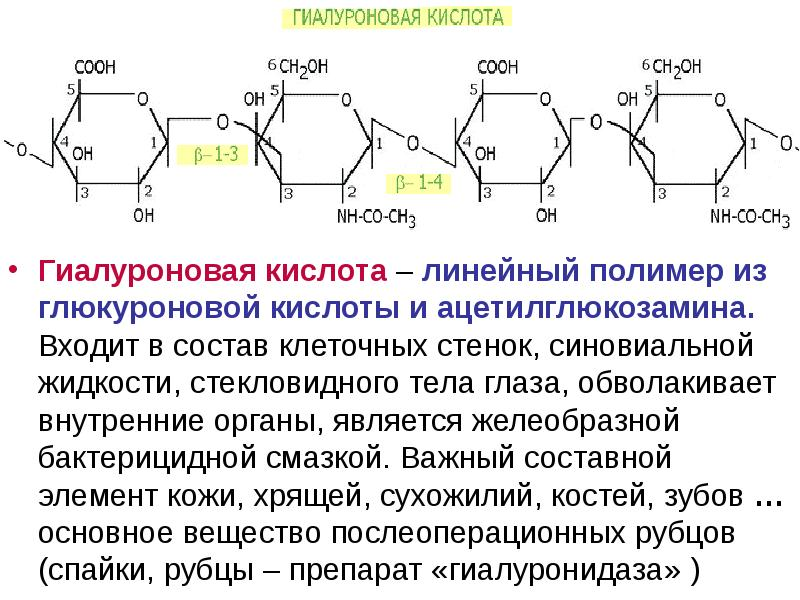 ГИАЛУРОНОВАЯ КИСЛОТА
COOH 6CH2OH COOH 6CH2OH
5 O 5 O 5 O 5 O
OH OH
O 4 OH 1 O 4 1 O 4 OH 1 O 4 1 O
β–1-3
β– 1-4
3 2 3 2 3 2 3 2
OH NH-CO-CH3 OH NH-CO-CH3
• Гиалуроновая кислота – линейный полимер из
глюкуроновой кислоты и ацетилглюкозамина.
Входит в состав клеточных стенок, синовиальной
жидкости, стекловидного тела глаза, обволакивает
внутренние органы, является желеобразной
бактерицидной смазкой. Важный составной
элемент кожи, хрящей, сухожилий, костей, зубов …
основное вещество послеоперационных рубцов
(спайки, рубцы – препарат «гиалуронидаза» )